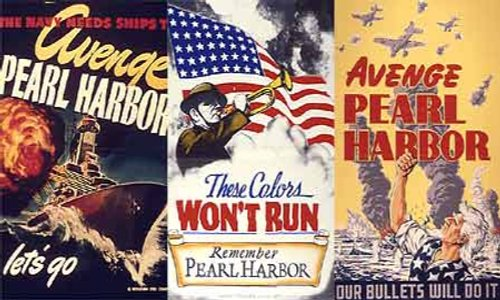 THE NAVY NEEDS SHIPS T
Avenge
PEARL HARBOR
let's go
These Colors
WON'T RUN
Remember
PEARL HARBOR
AVENGE
PEARL
HARBOR
OUR BULLETS WILL DO IT